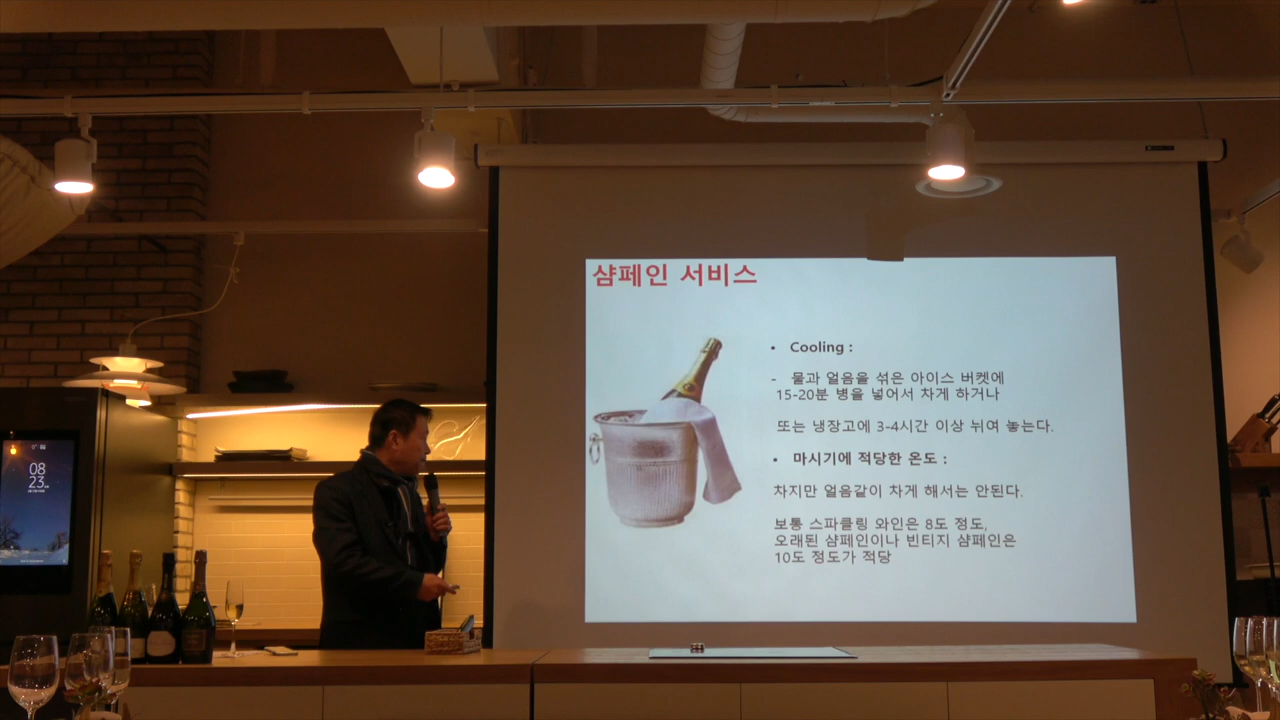 샴페인 서비스
• Cooling :
- 물과 얼음을 섞은 아이스 버켓에
15-20분 병을 넣어서 차게 하거나
또는 냉장고에 3-4시간 이상 뉘여 놓는다.
• 마시기에 적당한 온도 :
차지만 얼음같이 차게 해서는 안된다.
보통 스파클링 와인은 8도 정도,
오래된 샴페인이나 빈티지 샴페인은
10도 정도가 적당
08
23